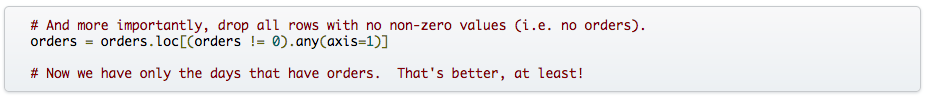 # And more importantly, drop all rows with no non-zero values (i.e. no orders).
orders = orders.loc[(orders != 0).any(axis=1)]
# Now we have only the days that have orders.  That's better, at least!